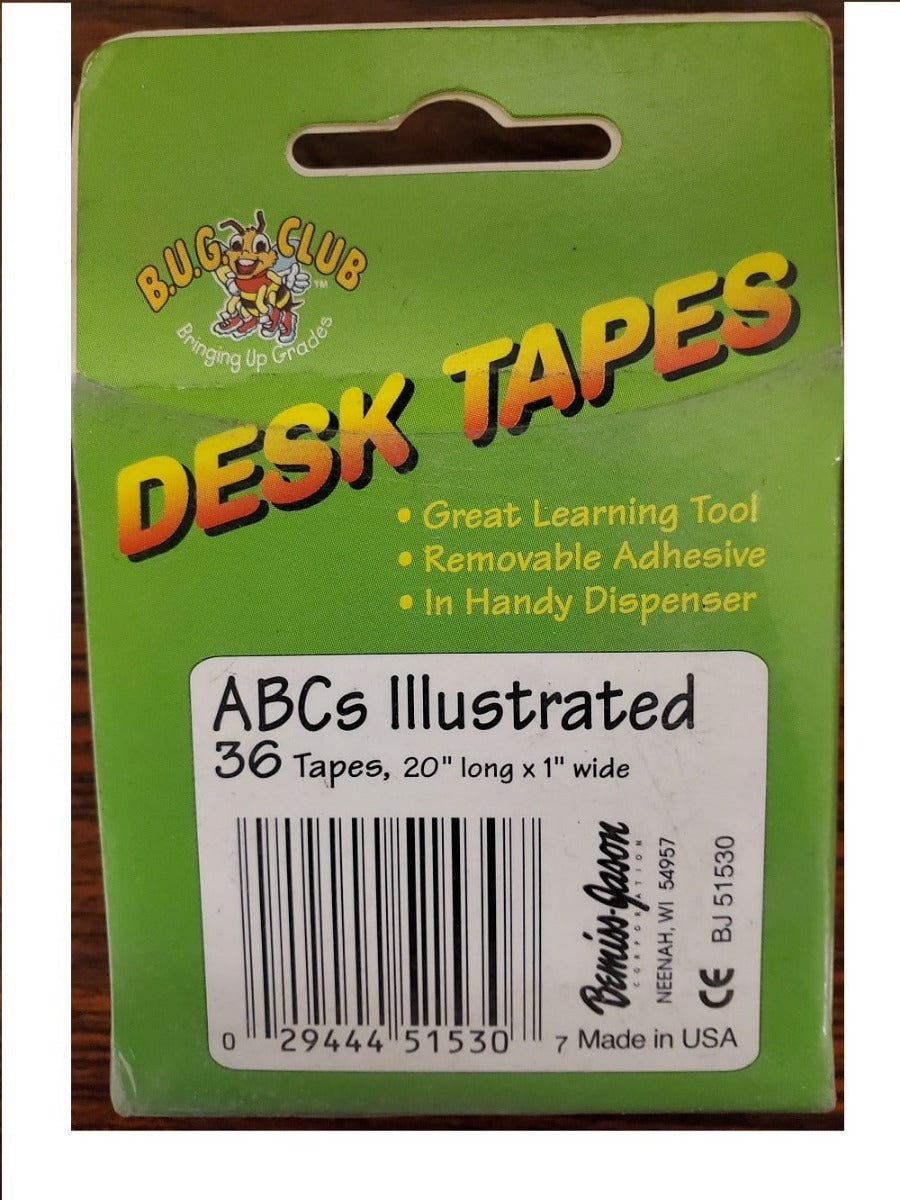 B.U.G. CLUB™
Bringing Up Grades
DESK TAPES
• Great Learning Tool
• Removable Adhesive
• In Handy Dispenser
ABCs Illustrated
36 Tapes, 20" long x 1" wide
Bemiss-Jason
CORPORATION
NEENAH, WI 54957
CE BJ 51530
0 29444 51530 7
Made in USA